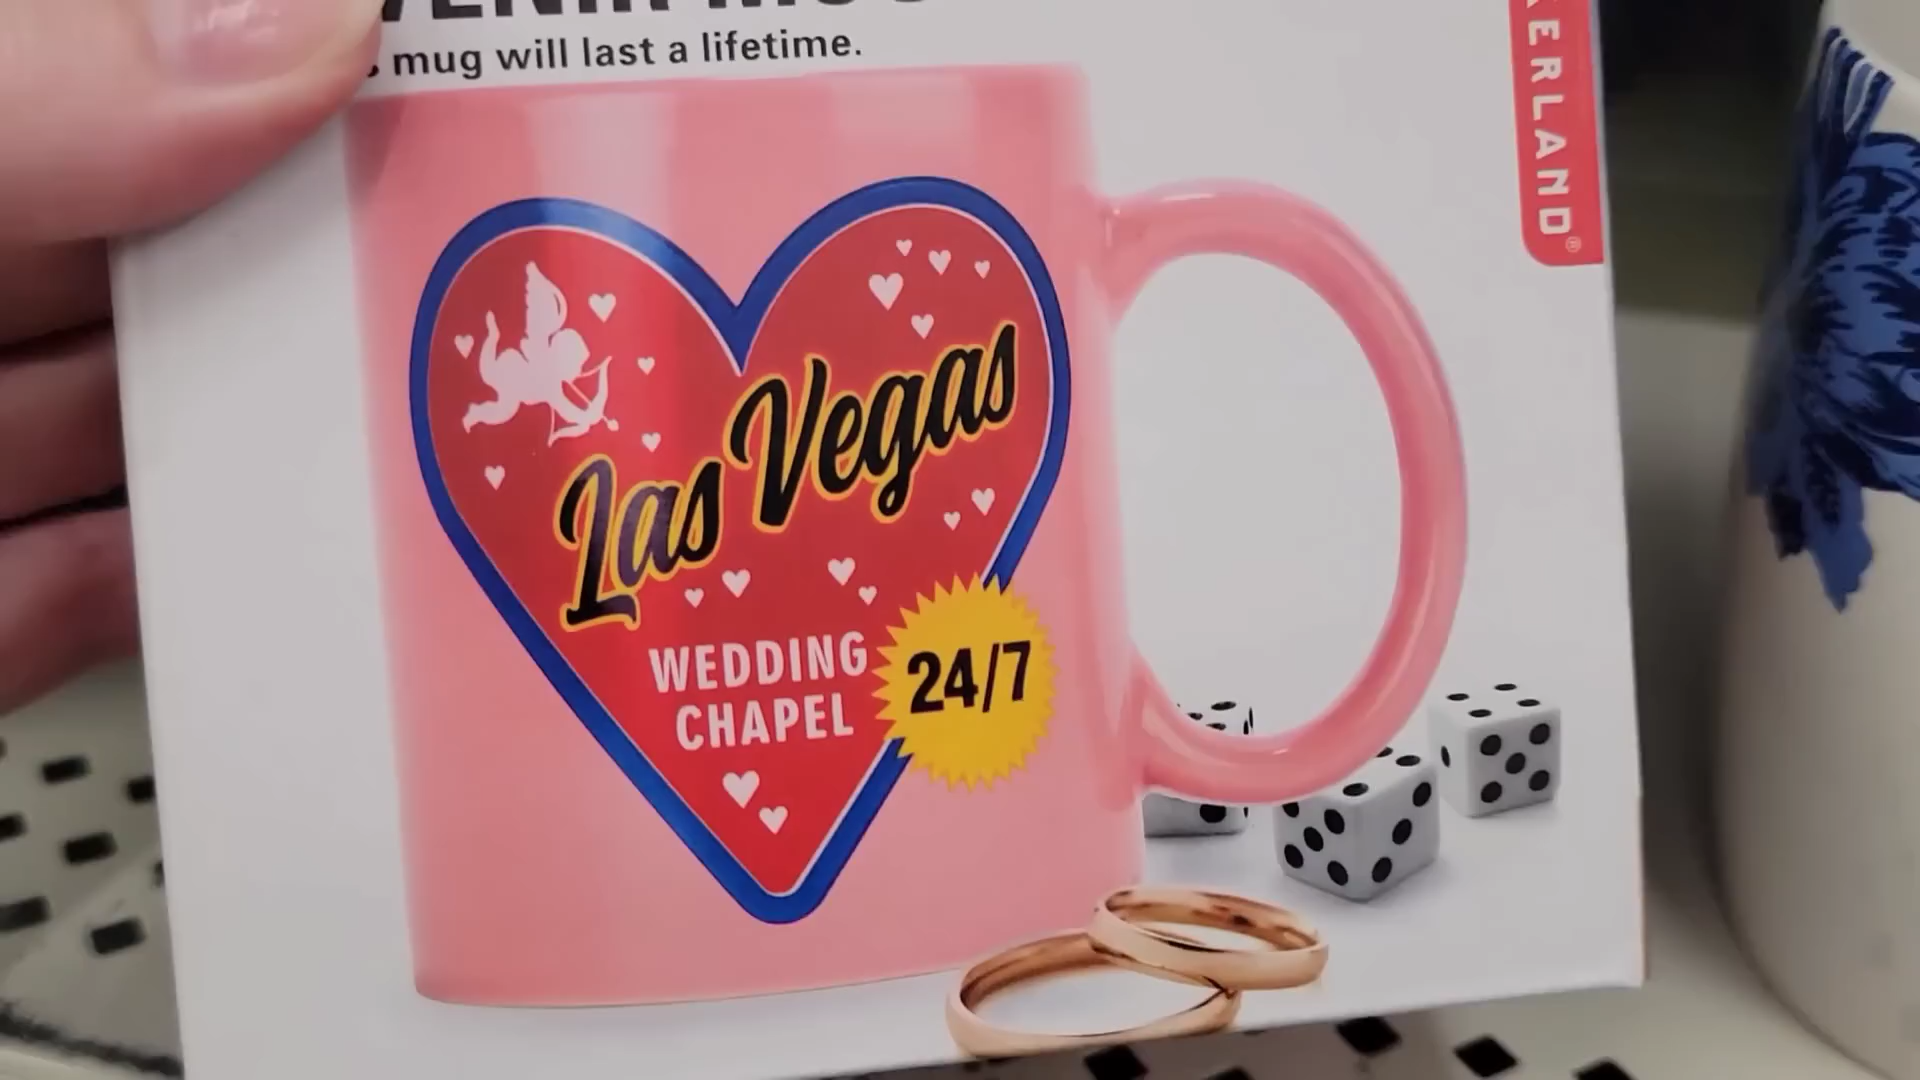 mug will last a lifetime.
ERLAND®
Las Vegas
WEDDING
CHAPEL
24/7